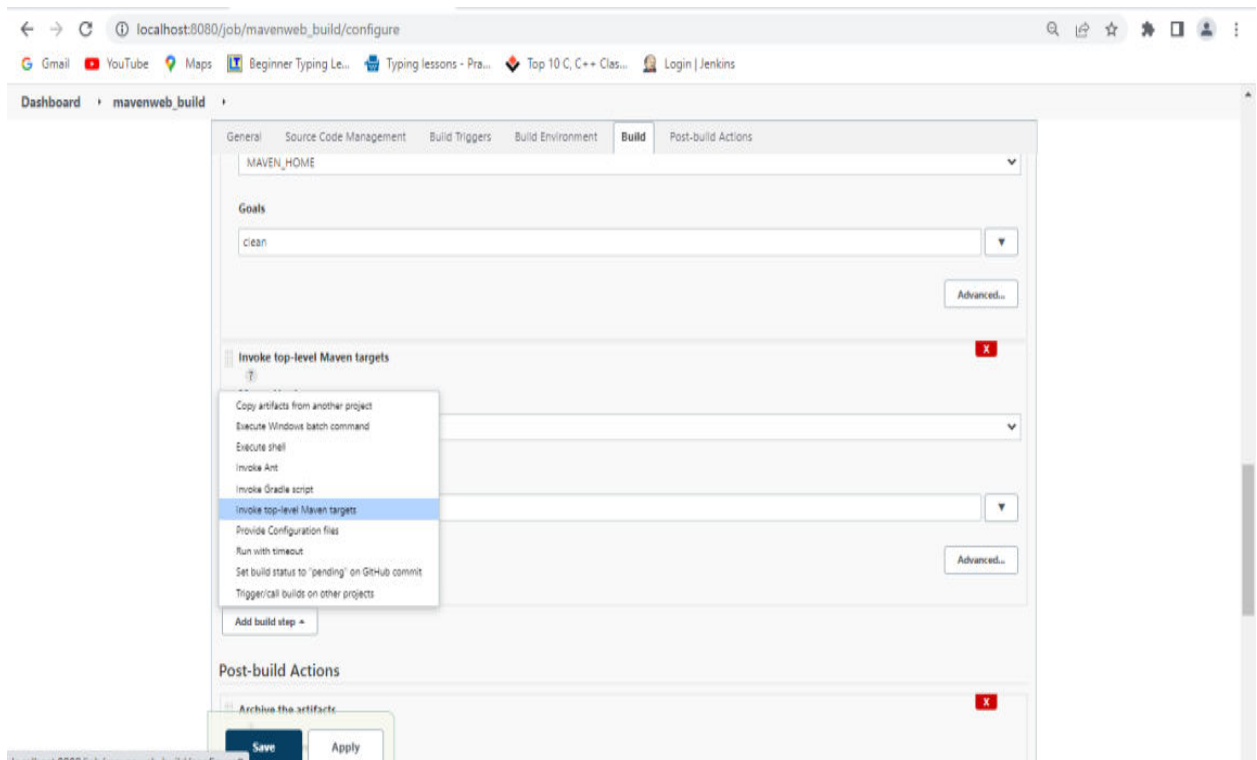 localhost:8080/job/mavenweb_build/configure
Gmail YouTube Maps Beginner Typing Le... Typing lessons - Pra... Top 10 C, C++ Clas... Login | Jenkins
Dashboard mavenweb_build
General Source Code Management Build Triggers Build Environment Build Post-build Actions
MAVEN_HOME
Goals
clean
Advanced...
Invoke top-level Maven targets
?
X
Copy artifacts from another project
Execute Windows batch command
Execute shell
Invoke Ant
Invoke Gradle script
Invoke top-level Maven targets
Provide Configuration files
Run with timeout
Set build status to "pending" on GitHub commit
Trigger/call builds on other projects
Advanced...
Add build step
Post-build Actions
Archive the artifacts
X
Save Apply